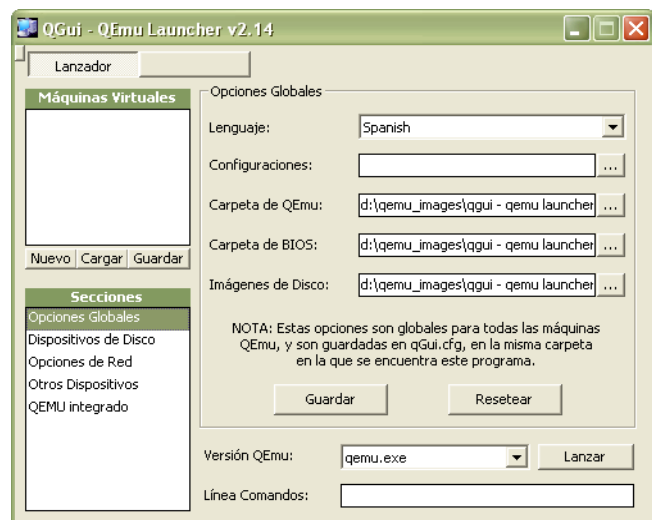 QGui - QEmu Launcher v2.14
Lanzador
Máquinas Virtuales
Nuevo Cargar Guardar
Secciones
Opciones Globales
Dispositivos de Disco
Opciones de Red
Otros Dispositivos
QEMU integrado
Opciones Globales
Lenguaje: Spanish
Configuraciones: ...
Carpeta de QEmu: d:\qemu_images\qgui - qemu launcher ...
Carpeta de BIOS: d:\qemu_images\qgui - qemu launcher ...
Imágenes de Disco: d:\qemu_images\qgui - qemu launcher ...
NOTA: Estas opciones son globales para todas las máquinas
QEmu, y son guardadas en qGui.cfg, en la misma carpeta
en la que se encuentra este programa.
Guardar Resetear
Versión QEmu: qemu.exe Lanzar
Línea Comandos: